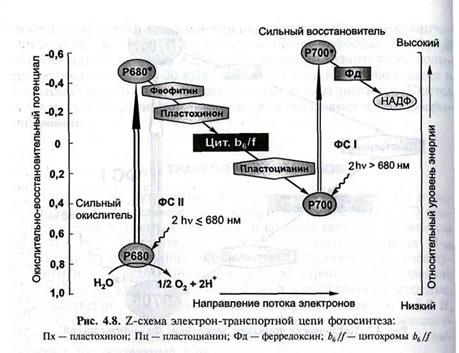 Сильный восстановитель
Высокий
Окислительно-восстановительный потенциал
-0,6
-0,4
-0,2
0
0,2
0,4
0,6
0,8
1,0
P680*
Феофитин
Пластохинон
Цит. b₆/f
Пластоцианин
P700*
Фд
НАДФ
ФС I
2 hν > 680 нм
P700
Сильный
окислитель
ФС II
2 hν ⩽ 680 нм
P680
H₂O
1/2 O₂ + 2H⁺
Относительный уровень энергии
Направление потока электронов
Низкий
Рис. 4.8. Z-схема электрон-транспортной цепи фотосинтеза:
Пх — пластохинон; Пц — пластоцианин; Фд — ферредоксин; b₆/f — цитохромы b₆/f